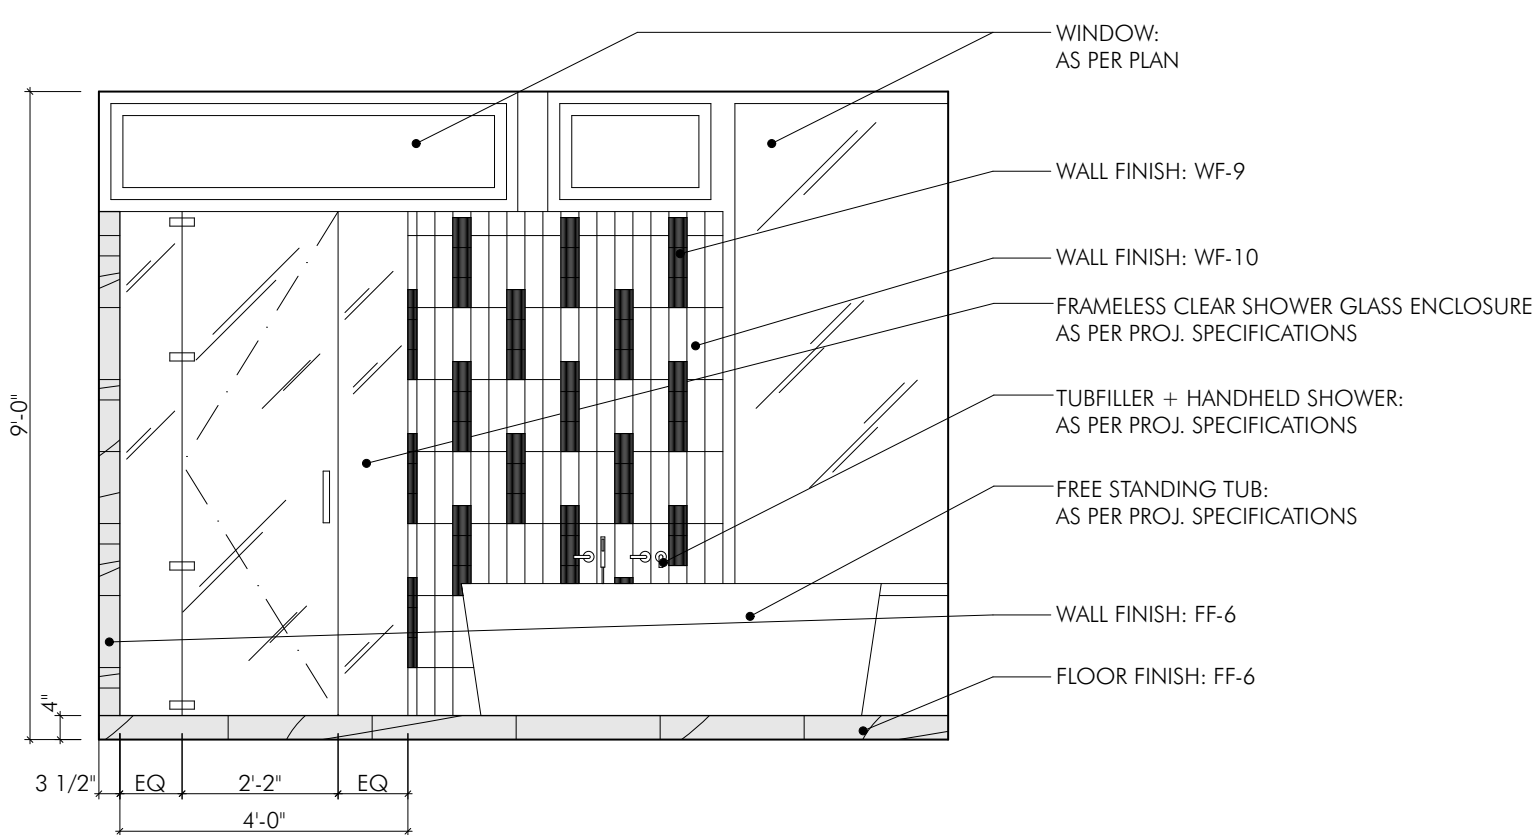 WINDOW:
AS PER PLAN
WALL FINISH: WF-9
WALL FINISH: WF-10
FRAMELESS CLEAR SHOWER GLASS ENCLOSURE
AS PER PROJ. SPECIFICATIONS
TUBFILLER + HANDHELD SHOWER:
AS PER PROJ. SPECIFICATIONS
FREE STANDING TUB:
AS PER PROJ. SPECIFICATIONS
WALL FINISH: FF-6
FLOOR FINISH: FF-6
9'-0"
4"
3 1/2" EQ 2'-2" EQ
4'-0"